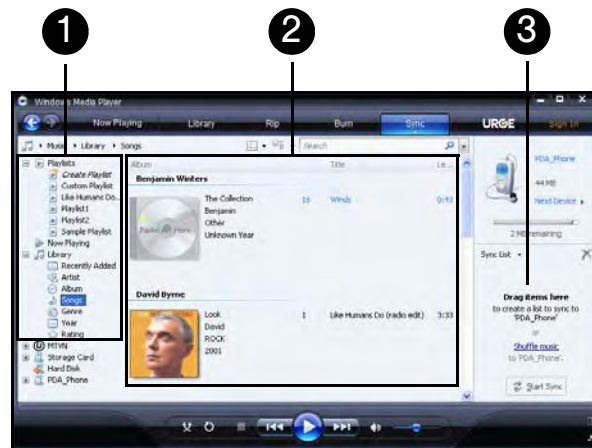 1 2 3
Windows Media Player
Now Playing Library Rip Burn Sync URGE Sign In
Music Library Songs
Search
Playlists
Create Playlist
Custom Playlist
Like Humans Do...
Playlist1
Playlist2
Sample Playlist
Now Playing
Library
Recently Added
Artist
Album
Songs
Genre
Year
Rating
MTVN
Storage Card
Hard Disk
PDA_Phone
Album Title Le...
Benjamin Winters
The Collection 16 Winds 0:43
Benjamin
Other
Unknown Year
David Byrne
Look 1 Like Humans Do (radio edit) 3:33
David
ROCK
2001
PDA_Phone
44 MB
Next Device
2 MB remaining
Sync List
Drag items here
to create a list to sync to
'PDA_Phone'
or
Shuffle music
to 'PDA_Phone'.
Start Sync